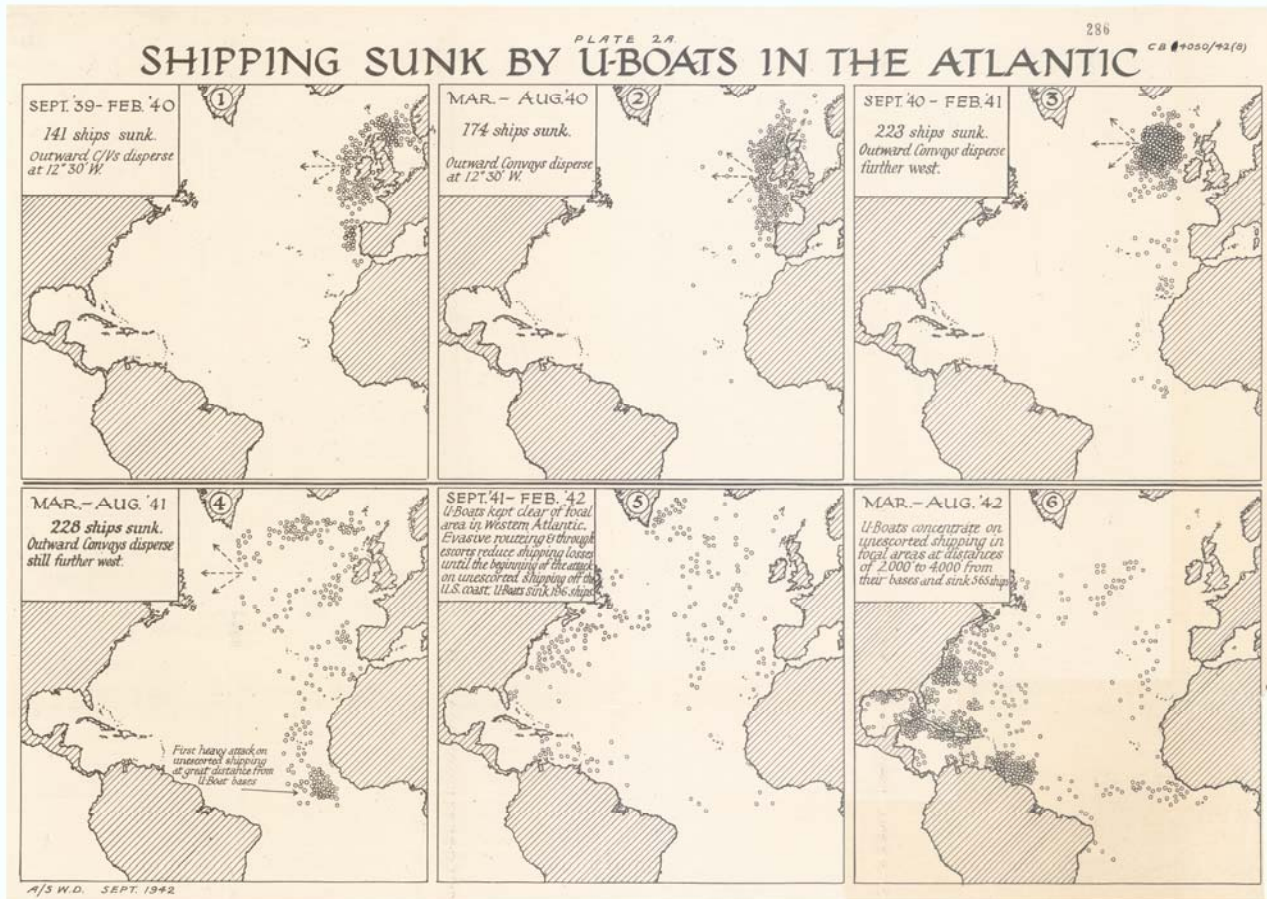 286
PLATE 2A.
CB 4050/42(8)
SHIPPING SUNK BY U-BOATS IN THE ATLANTIC
SEPT. '39 - FEB. '40
141 ships sunk.
Outward C/Vs disperse
at 12° 30' W.
1
MAR. - AUG. '40
174 ships sunk.
Outward Convoys disperse
at 12° 30' W.
2
SEPT. '40 - FEB. '41
223 ships sunk.
Outward Convoys disperse
further west.
3
MAR. - AUG. '41
228 ships sunk.
Outward Convoys disperse
still further west.
4
First heavy attack on
unescorted shipping
at great distance from
U-Boat bases
SEPT. '41 - FEB. '42
U-Boats kept clear of focal
area in Western Atlantic.
Evasive routeing & through
escorts reduce shipping losses
until the beginning of the attack
on unescorted shipping off the
U.S. coast. U-Boats sink 196 ships
5
MAR. - AUG. '42
U-Boats concentrate on
unescorted shipping in
focal areas at distances
of 2,000 to 4,000 from
their bases and sink 565 ships
6
A/S W.D. SEPT. 1942